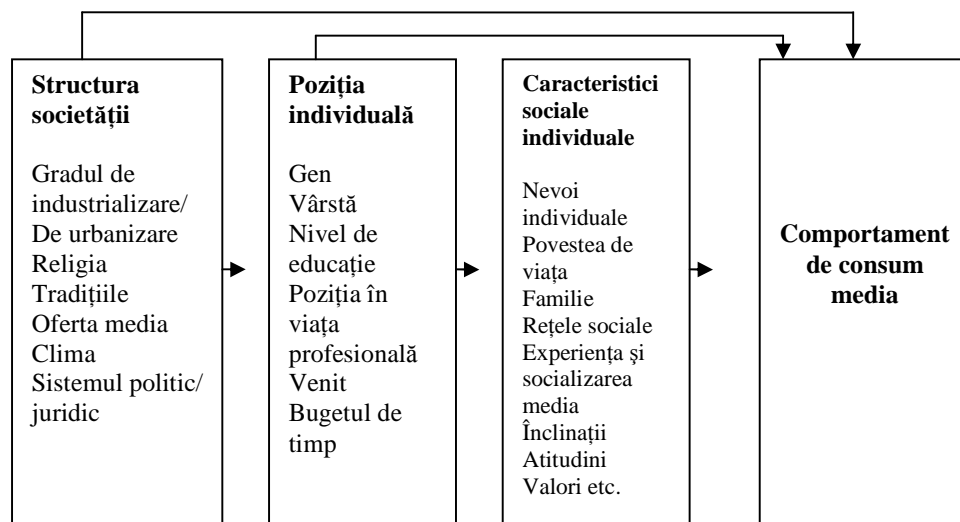 Structura
societății
Gradul de
industrializare/
De urbanizare
Religia
Tradițiile
Oferta media
Clima
Sistemul politic/
juridic
Poziția
individuală
Gen
Vârstă
Nivel de
educație
Poziția în
viața
profesională
Venit
Bugetul de
timp
Caracteristici
sociale
individuale
Nevoi
individuale
Povestea de
viața
Familie
Rețele sociale
Experiența şi
socializarea
media
Înclinații
Atitudini
Valori etc.
Comportament
de consum
media